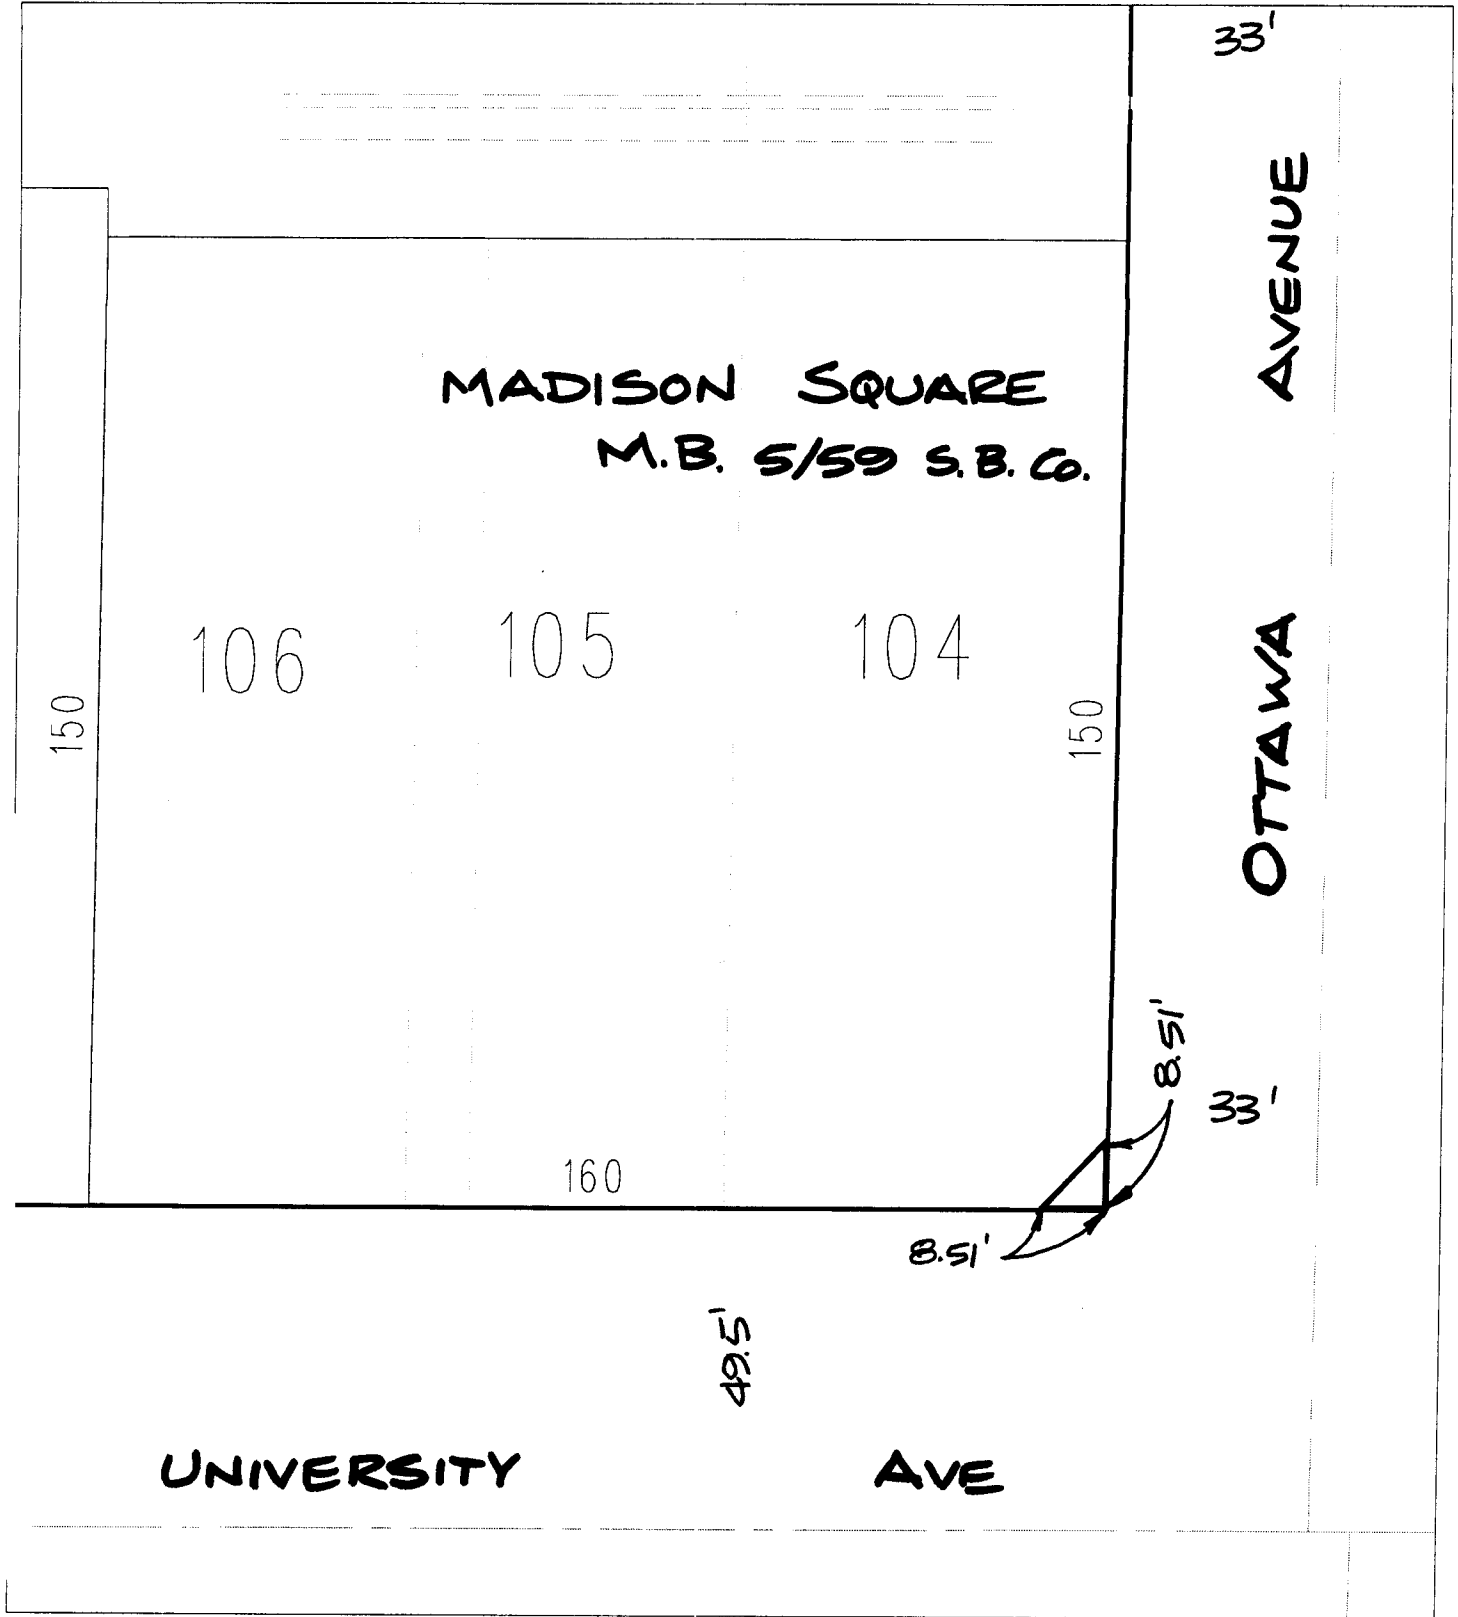 33'
AVENUE
MADISON SQUARE
M.B. 5/59 S.B. Co.
106
105
104
OTTAWA
150
150
8.51'
33'
160
8.51'
49.5'
UNIVERSITY AVE